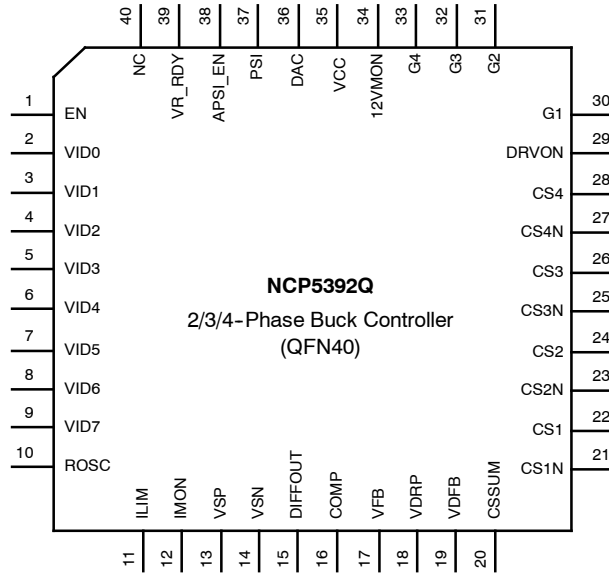 40 39 38 37 36 35 34 33 32 31
NC VR_RDY APSI_EN PSI DAC VCC 12VMON G4 G3 G2
1 EN
2 VID0
3 VID1
4 VID2
5 VID3
6 VID4
7 VID5
8 VID6
9 VID7
10 ROSC
NCP5392Q
2/3/4-Phase Buck Controller
(QFN40)
G1 30
DRVON 29
CS4 28
CS4N 27
CS3 26
CS3N 25
CS2 24
CS2N 23
CS1 22
CS1N 21
ILIM IMON VSP VSN DIFFOUT COMP VFB VDRP VDFB CSSUM
11 12 13 14 15 16 17 18 19 20